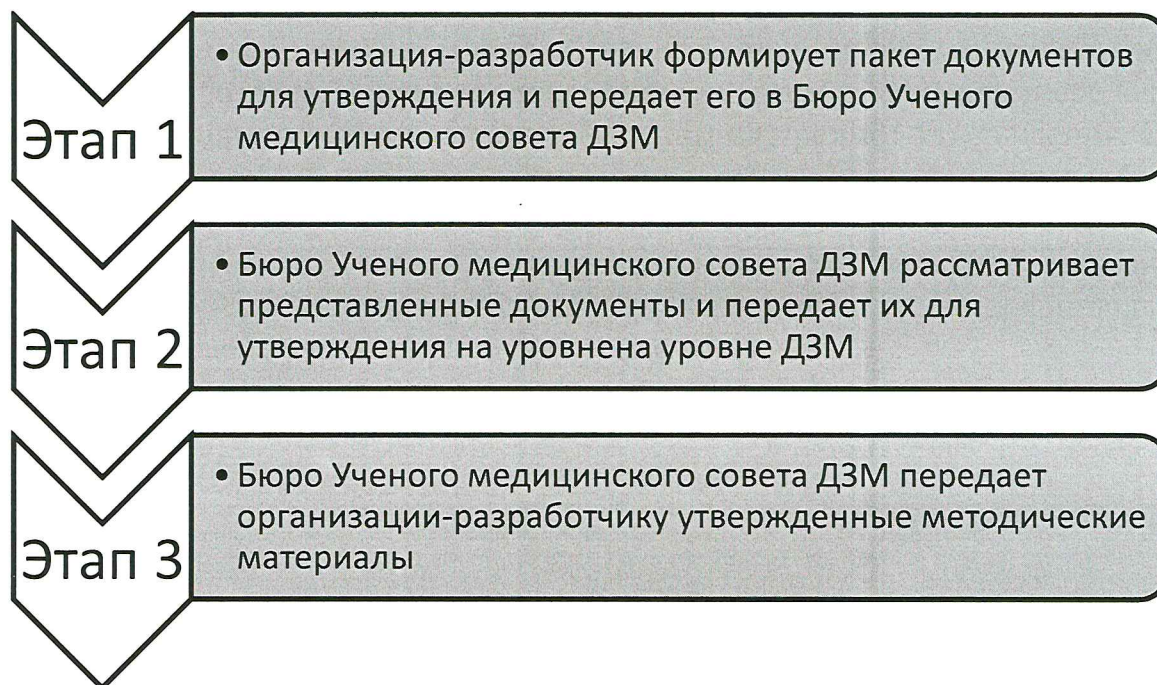 Этап 1
• Организация-разработчик формирует пакет документов
для утверждения и передает его в Бюро Ученого
медицинского совета ДЗМ
Этап 2
• Бюро Ученого медицинского совета ДЗМ рассматривает
представленные документы и передает их для
утверждения на уровнена уровне ДЗМ
Этап 3
• Бюро Ученого медицинского совета ДЗМ передает
организации-разработчику утвержденные методические
материалы